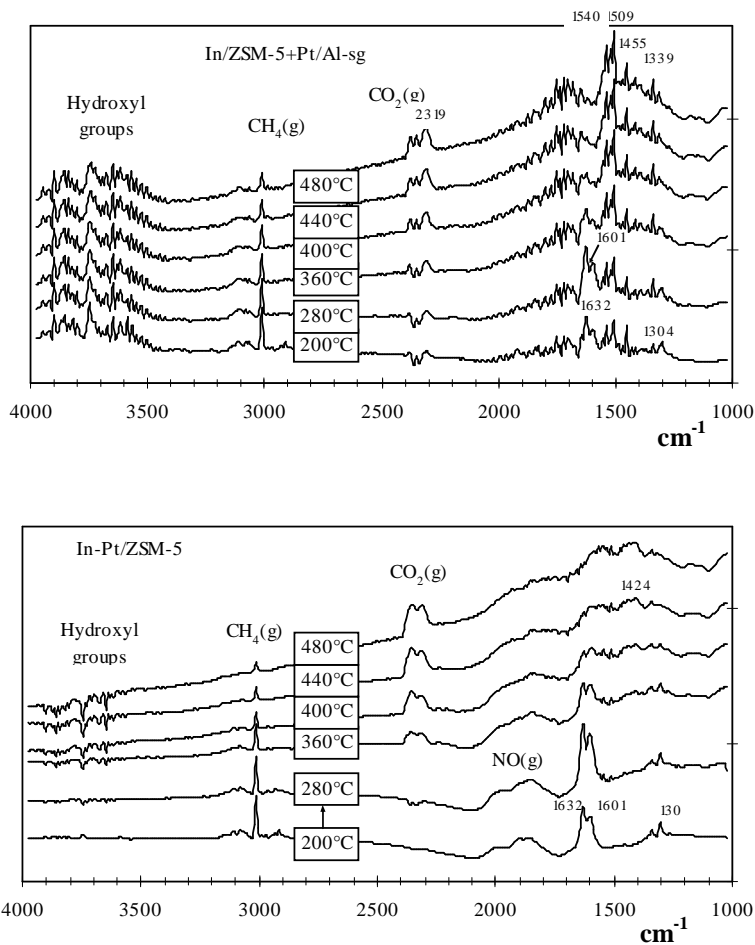 1540 1509
1455
1339
In/ZSM-5+Pt/Al-sg
CO2(g)
2319
Hydroxyl
groups
CH4(g)
480°C
440°C
400°C
360°C
280°C
200°C
1601
1632
1304
4000 3500 3000 2500 2000 1500 1000
cm-1
In-Pt/ZSM-5
CO2(g)
1424
Hydroxyl
groups
CH4(g)
480°C
440°C
400°C
360°C
NO(g)
280°C
1632 1601 130
200°C
4000 3500 3000 2500 2000 1500 1000
cm-1